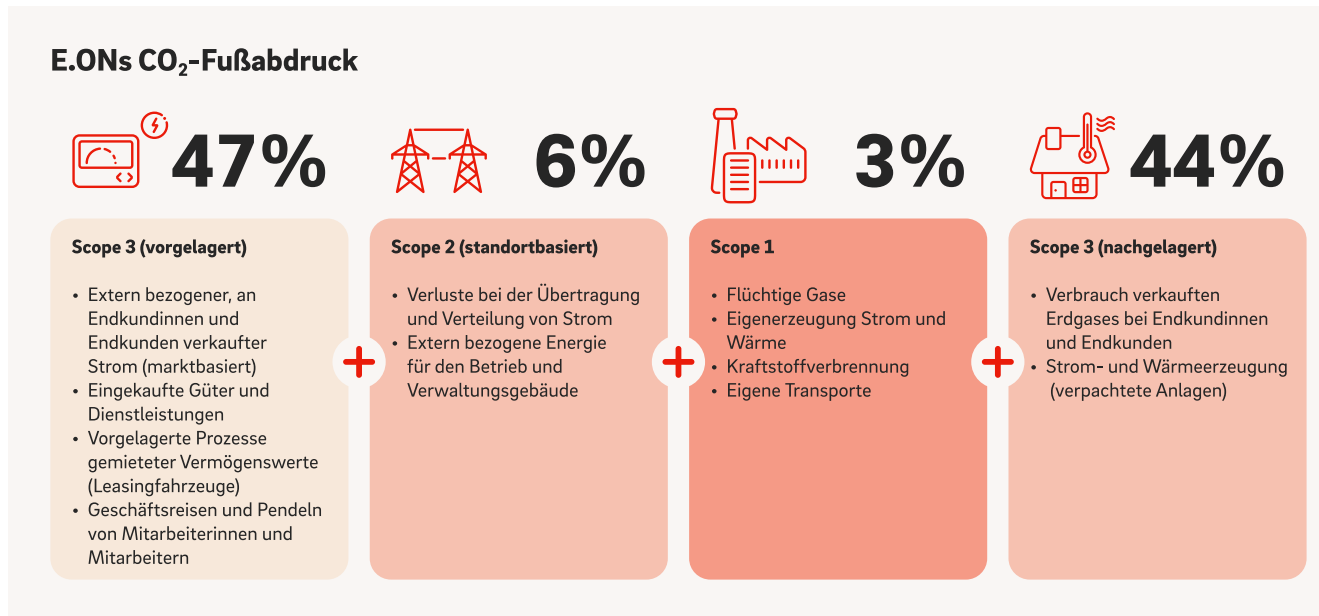 E.ONs CO₂-Fußabdruck
47%
Scope 3 (vorgelagert)
• Extern bezogener, an
Endkundinnen und
Endkunden verkaufter
Strom (marktbasiert)
• Eingekaufte Güter und
Dienstleistungen
• Vorgelagerte Prozesse
gemieteter Vermögenswerte
(Leasingfahrzeuge)
• Geschäftsreisen und Pendeln
von Mitarbeiterinnen und
Mitarbeitern
6%
Scope 2 (standortbasiert)
• Verluste bei der Übertragung
und Verteilung von Strom
• Extern bezogene Energie
für den Betrieb und
Verwaltungsgebäude
3%
Scope 1
• Flüchtige Gase
• Eigenerzeugung Strom und
Wärme
• Kraftstoffverbrennung
• Eigene Transporte
44%
Scope 3 (nachgelagert)
• Verbrauch verkauften
Erdgases bei Endkundinnen
und Endkunden
• Strom- und Wärmeerzeugung
(verpachtete Anlagen)